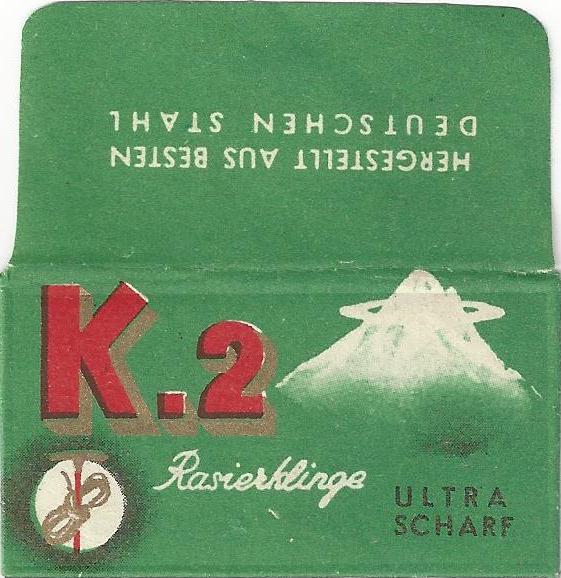 HERGESTELLT AUS BESTEN
DEUTSCHEN STAHL
K.2
Rasierklinge
ULTRA
SCHARF